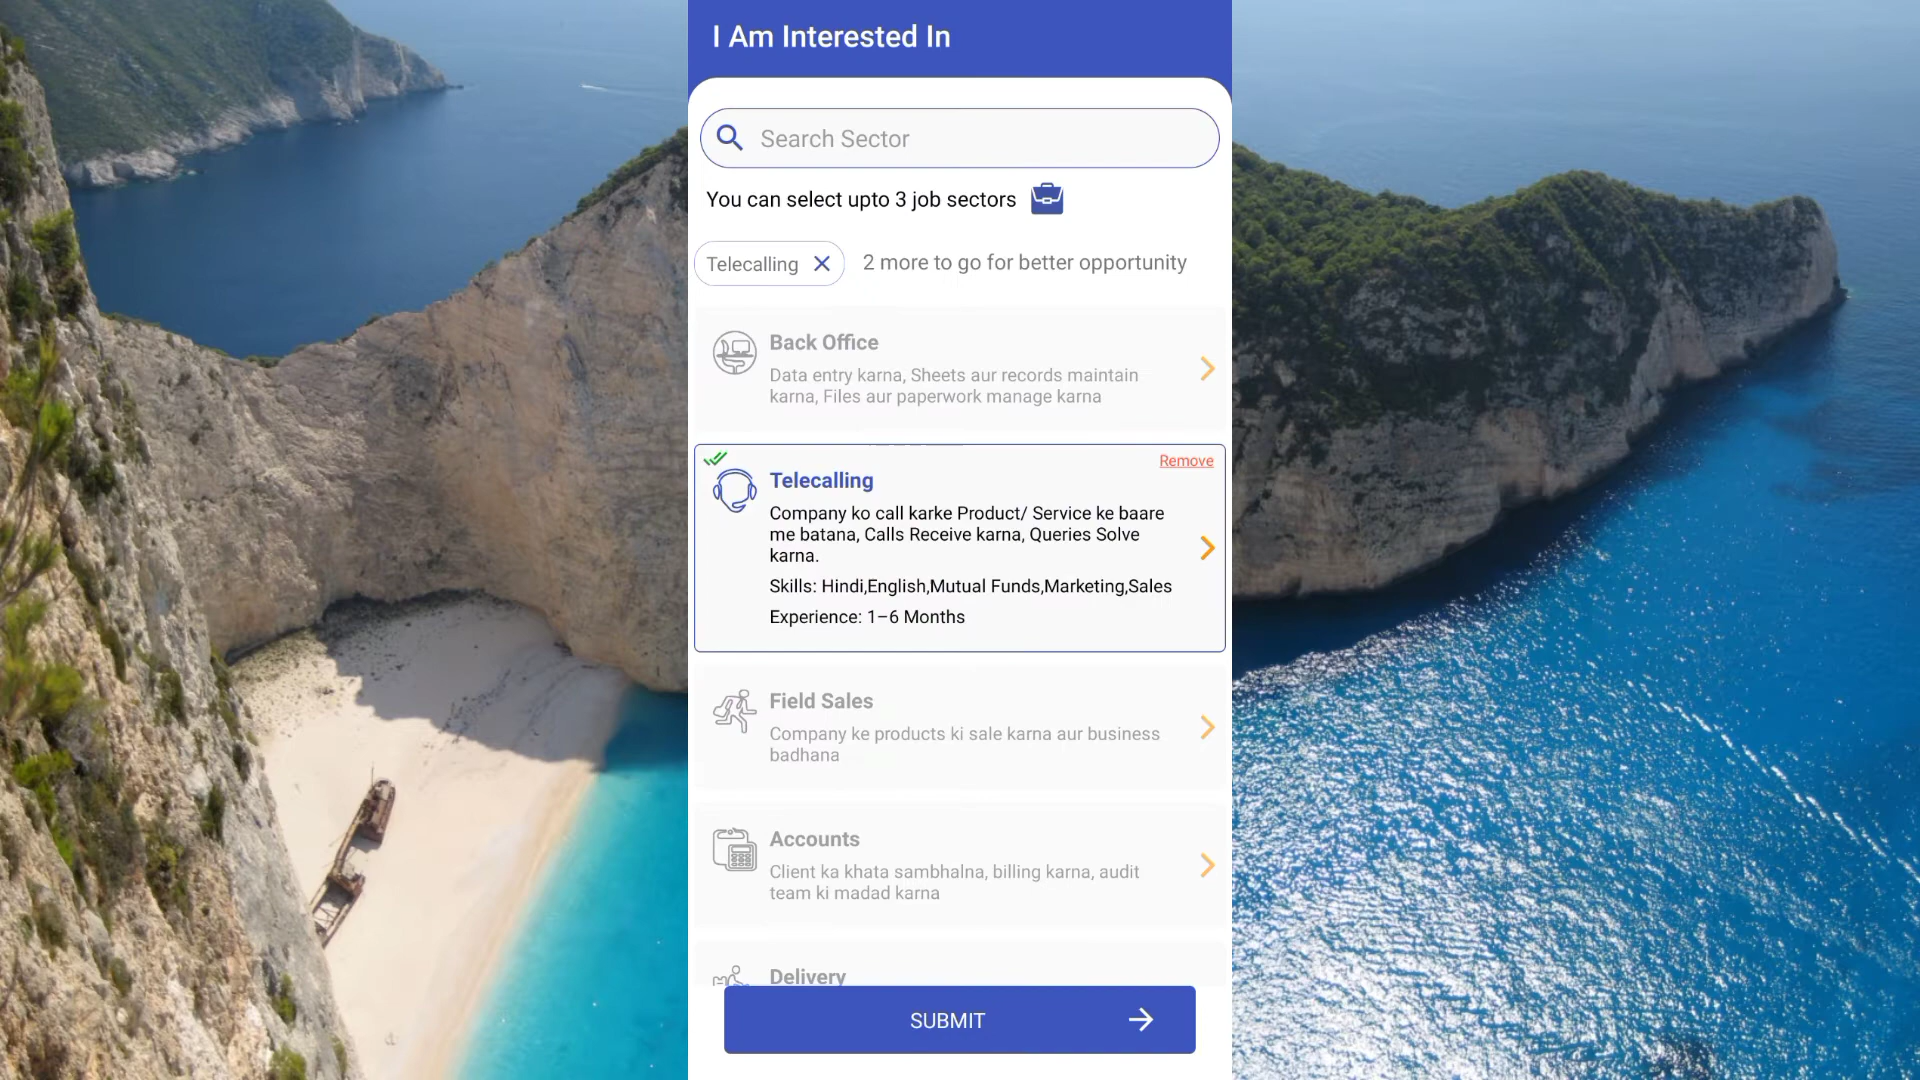 I Am Interested In
Search Sector
You can select upto 3 job sectors
Telecalling
2 more to go for better opportunity
Back Office
Data entry karna, Sheets aur records maintain
karna, Files aur paperwork manage karna
Remove
Telecalling
Company ko call karke Product/ Service ke baare
me batana, Calls Receive karna, Queries Solve
karna.
Skills: Hindi,English,Mutual Funds,Marketing,Sales
Experience: 1–6 Months
Field Sales
Company ke products ki sale karna aur business
badhana
Accounts
Client ka khata sambhalna, billing karna, audit
team ki madad karna
Delivery
SUBMIT